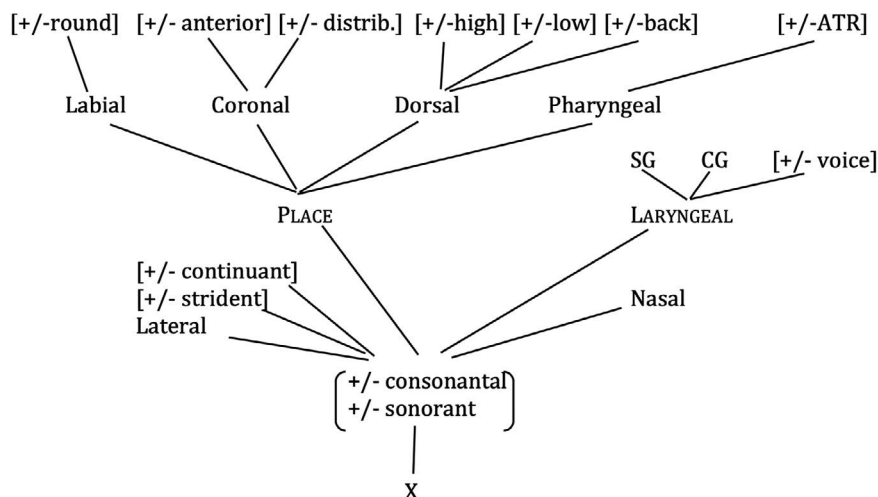 [+/-round] [+/- anterior] [+/- distrib.] [+/-high] [+/-low] [+/-back] [+/-ATR]
Labial Coronal Dorsal Pharyngeal
SG CG [+/- voice]
PLACE LARYNGEAL
[+/- continuant]
[+/- strident] Nasal
Lateral
+/- consonantal
+/- sonorant
X